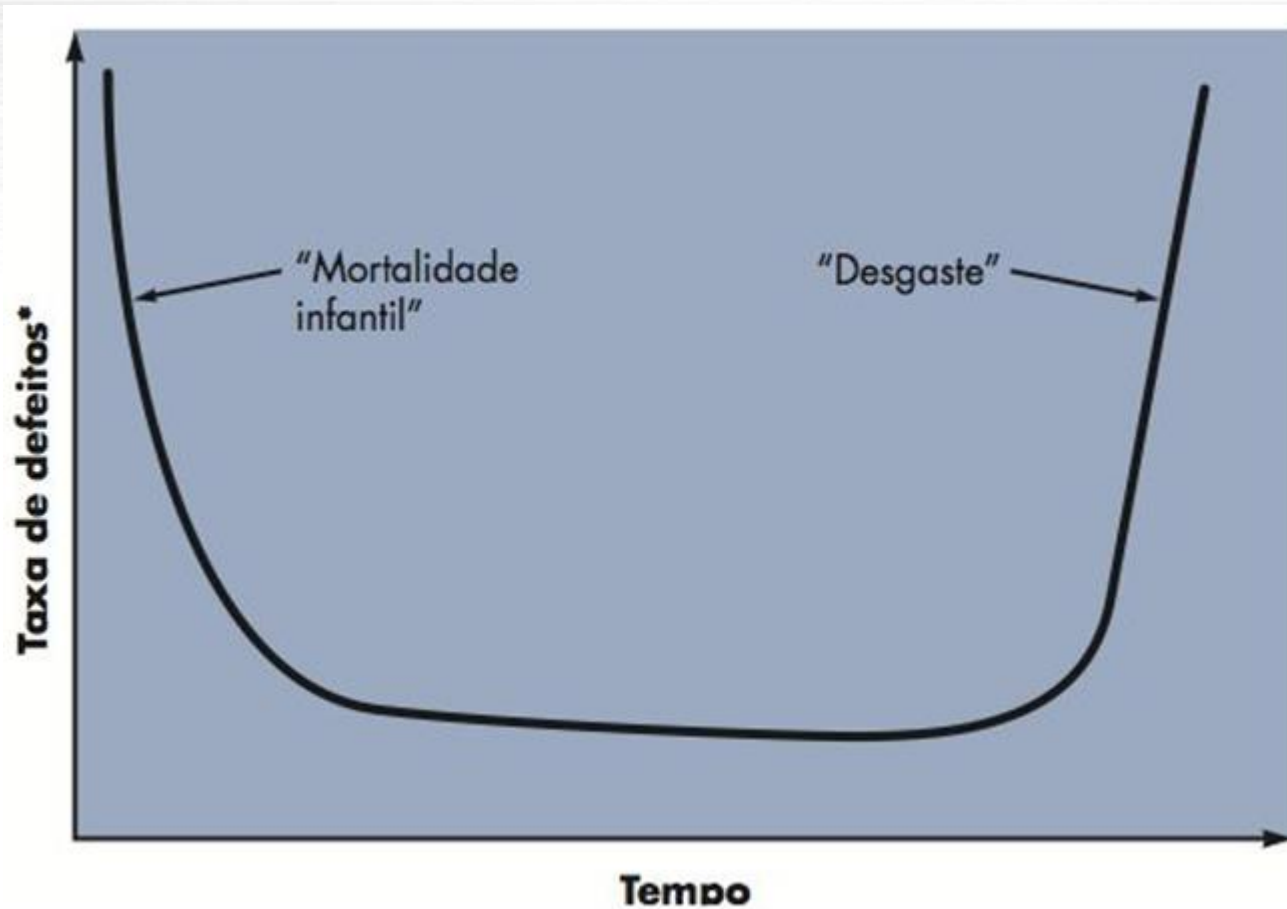 “Mortalidade
infantil”
“Desgaste”
Taxa de defeitos*
Tempo